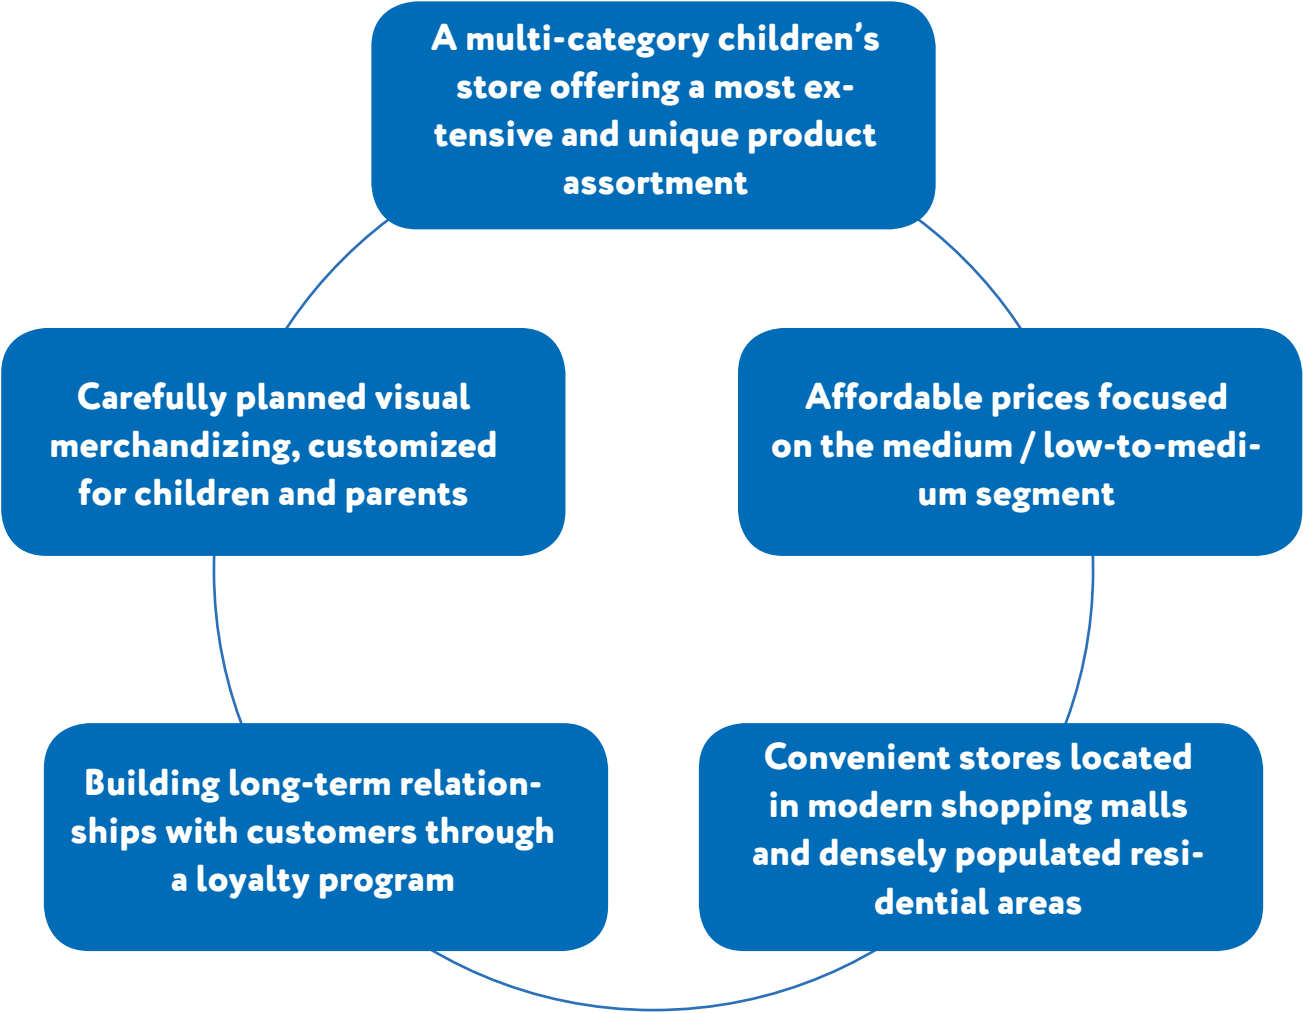 A multi-category children’s
store offering a most ex-
tensive and unique product
assortment
Carefully planned visual
merchandizing, customized
for children and parents
Affordable prices focused
on the medium / low-to-medi-
um segment
Building long-term relation-
ships with customers through
a loyalty program
Convenient stores located
in modern shopping malls
and densely populated resi-
dential areas